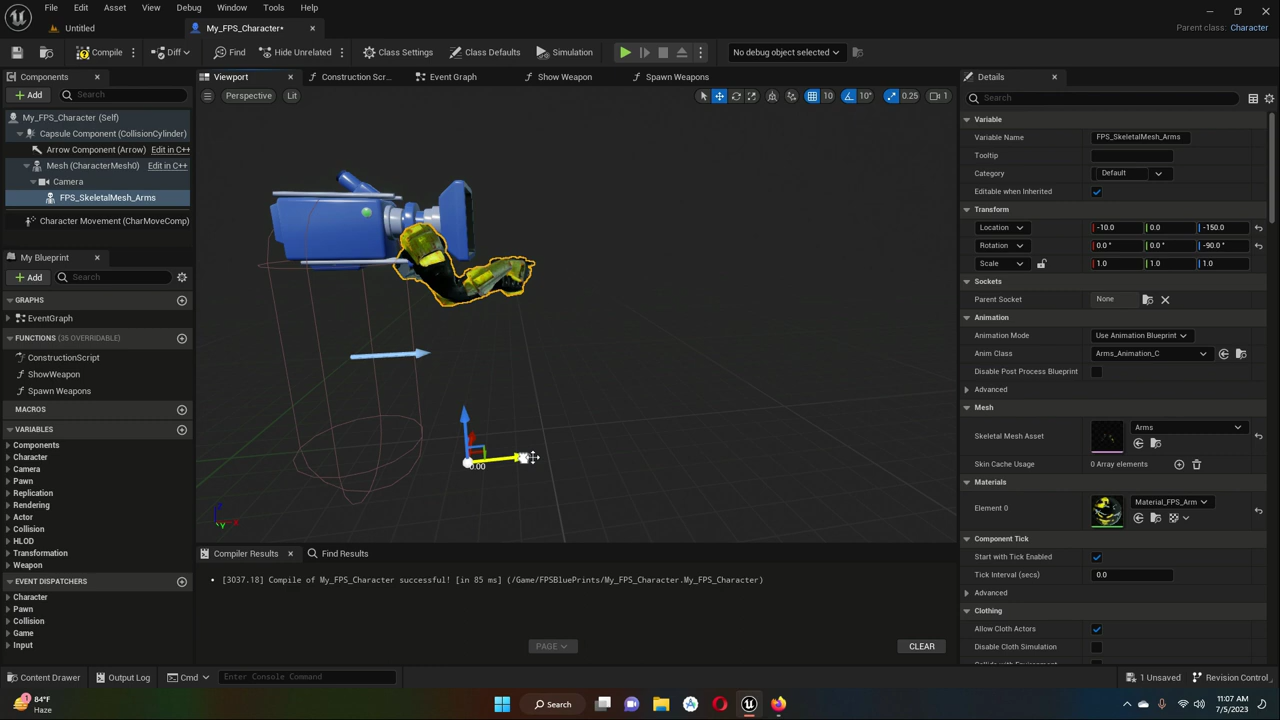 File Edit Asset View Debug Window Tools Help
Untitled My_FPS_Character* Parent class: Character
Compile Diff Find Hide Unrelated Class Settings Class Defaults Simulation No debug object selected
Components
Add Search
My_FPS_Character (Self)
Capsule Component (CollisionCylinder)
Arrow Component (Arrow) Edit in C++
Mesh (CharacterMesh0) Edit in C++
Camera
FPS_SkeletalMesh_Arms
Character Movement (CharMoveComp)
My Blueprint
Add Search
GRAPHS
EventGraph
FUNCTIONS (35 OVERRIDABLE)
ConstructionScript
ShowWeapon
Spawn Weapons
MACROS
VARIABLES
Components
Character
Camera
Pawn
Replication
Rendering
Actor
Collision
HLOD
Transformation
Weapon
EVENT DISPATCHERS
Character
Pawn
Collision
Game
Input
Viewport Construction Scr... Event Graph Show Weapon Spawn Weapons
Perspective Lit 10 10° 0.25 1
0.00
Z X Y
Compiler Results Find Results
[3037.18] Compile of My_FPS_Character successful! [in 85 ms] (/Game/FPSBluePrints/My_FPS_Character.My_FPS_Character)
PAGE CLEAR
Details
Search
Variable
Variable Name FPS_SkeletalMesh_Arms
Tooltip
Category Default
Editable when Inherited
Transform
Location -10.0 0.0 -150.0
Rotation 0.0 ° 0.0 ° -90.0 °
Scale 1.0 1.0 1.0
Sockets
Parent Socket None
Animation
Animation Mode Use Animation Blueprint
Anim Class Arms_Animation_C
Disable Post Process Blueprint
Advanced
Mesh
Skeletal Mesh Asset Arms
Skin Cache Usage 0 Array elements
Materials
Element 0 Material_FPS_Arm
Component Tick
Start with Tick Enabled
Tick Interval (secs) 0.0
Advanced
Clothing
Allow Cloth Actors
Disable Cloth Simulation
Content Drawer Output Log Cmd Enter Console Command 1 Unsaved Revision Control
1 84°F
Haze
Search
11:07 AM
7/5/2023